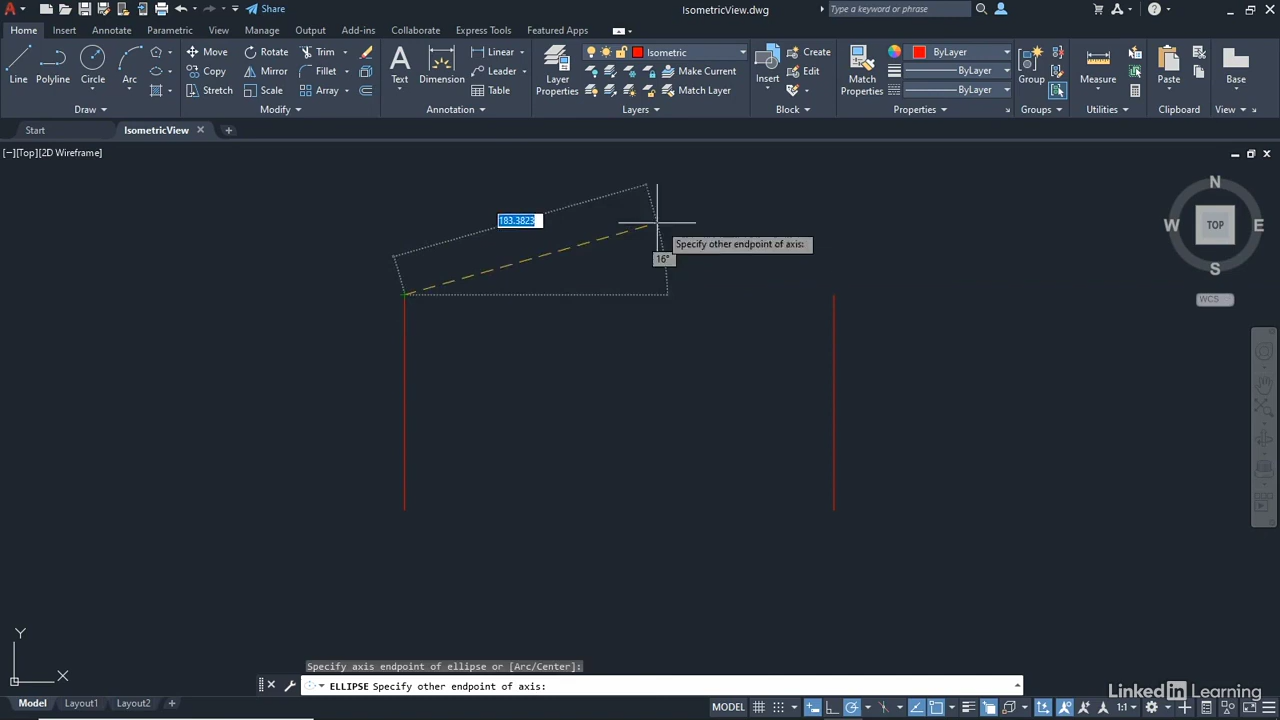 Share
IsometricView.dwg
Type a keyword or phrase
Home Insert Annotate Parametric View Manage Output Add-ins Collaborate Express Tools Featured Apps
Line Polyline Circle Arc
Move Rotate Trim
Copy Mirror Fillet
Stretch Scale Array
Text Dimension
Linear
Leader
Table
Layer Properties
Isometric
Make Current
Match Layer
Insert
Create
Edit
Match Properties
ByLayer
ByLayer
ByLayer
Group
Measure
Paste
Base
Draw Modify Annotation Layers Block Properties Groups Utilities Clipboard View
Start IsometricView
[−][Top][2D Wireframe]
N
W TOP E
S
WCS
183.3823
Specify other endpoint of axis:
16°
Y
X
Specify axis endpoint of ellipse or [Arc/Center]:
ELLIPSE Specify other endpoint of axis:
LinkedIn Learning
Model Layout1 Layout2
MODEL
1:1